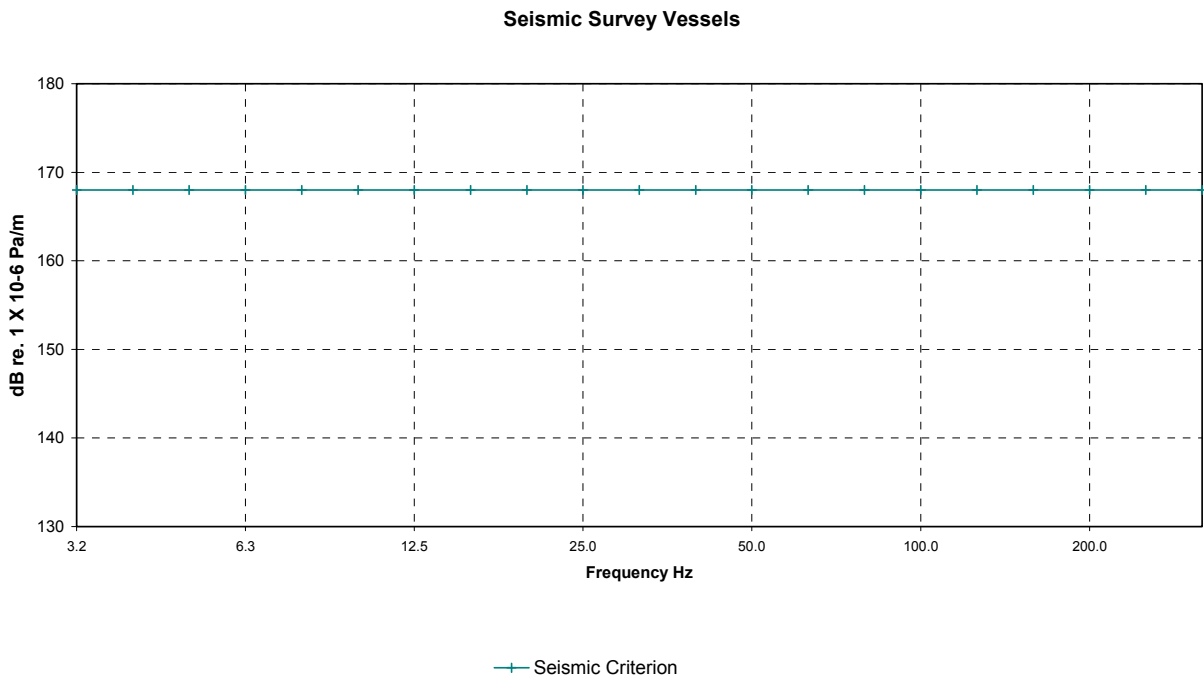 Seismic Survey Vessels
180
170
160
150
140
130
dB re. 1 X 10-6 Pa/m
3.2 6.3 12.5 25.0 50.0 100.0 200.0
Frequency Hz
Seismic Criterion